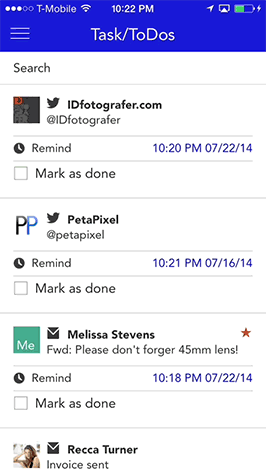 T-Mobile 10:22 PM
Task/ToDos
Search
IDfotografer.com
@IDfotografer
Remind 10:20 PM 07/22/14
Mark as done
PP PetaPixel
@petapixel
Remind 10:21 PM 07/16/14
Mark as done
Me Melissa Stevens
Fwd: Please don't forger 45mm lens!
Remind 10:18 PM 07/22/14
Mark as done
Recca Turner
Invoice sent